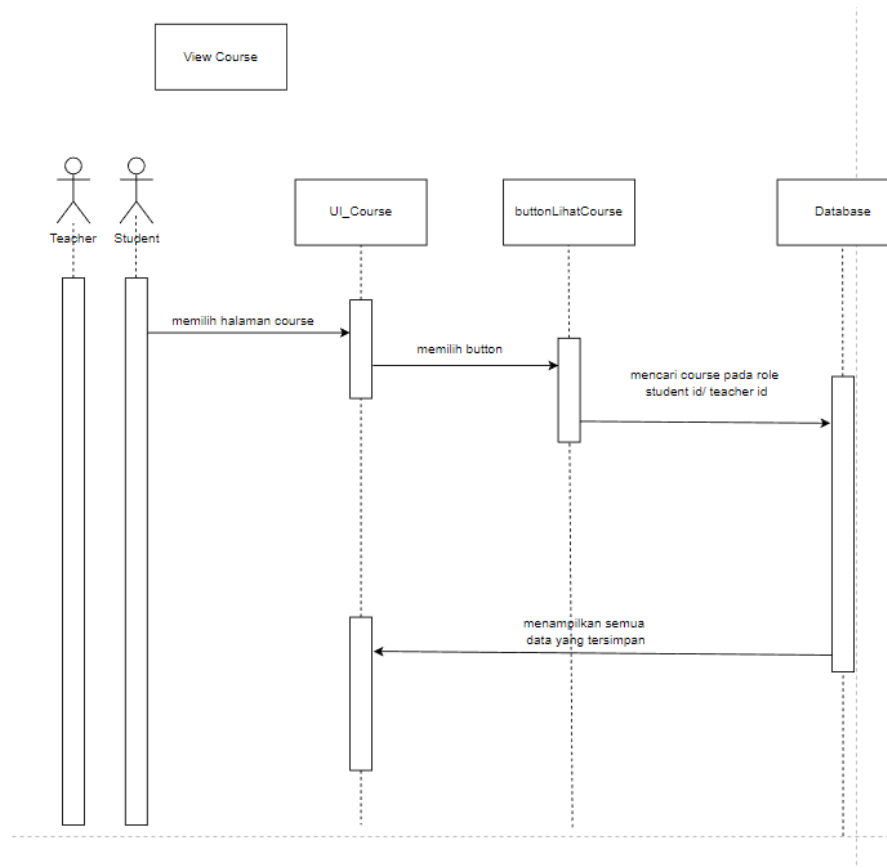 View Course
Teacher
Student
UI_Course
buttonLihatCourse
Database
memilih halaman course
memilih button
mencari course pada role
student id/ teacher id
menampilkan semua
data yang tersimpan